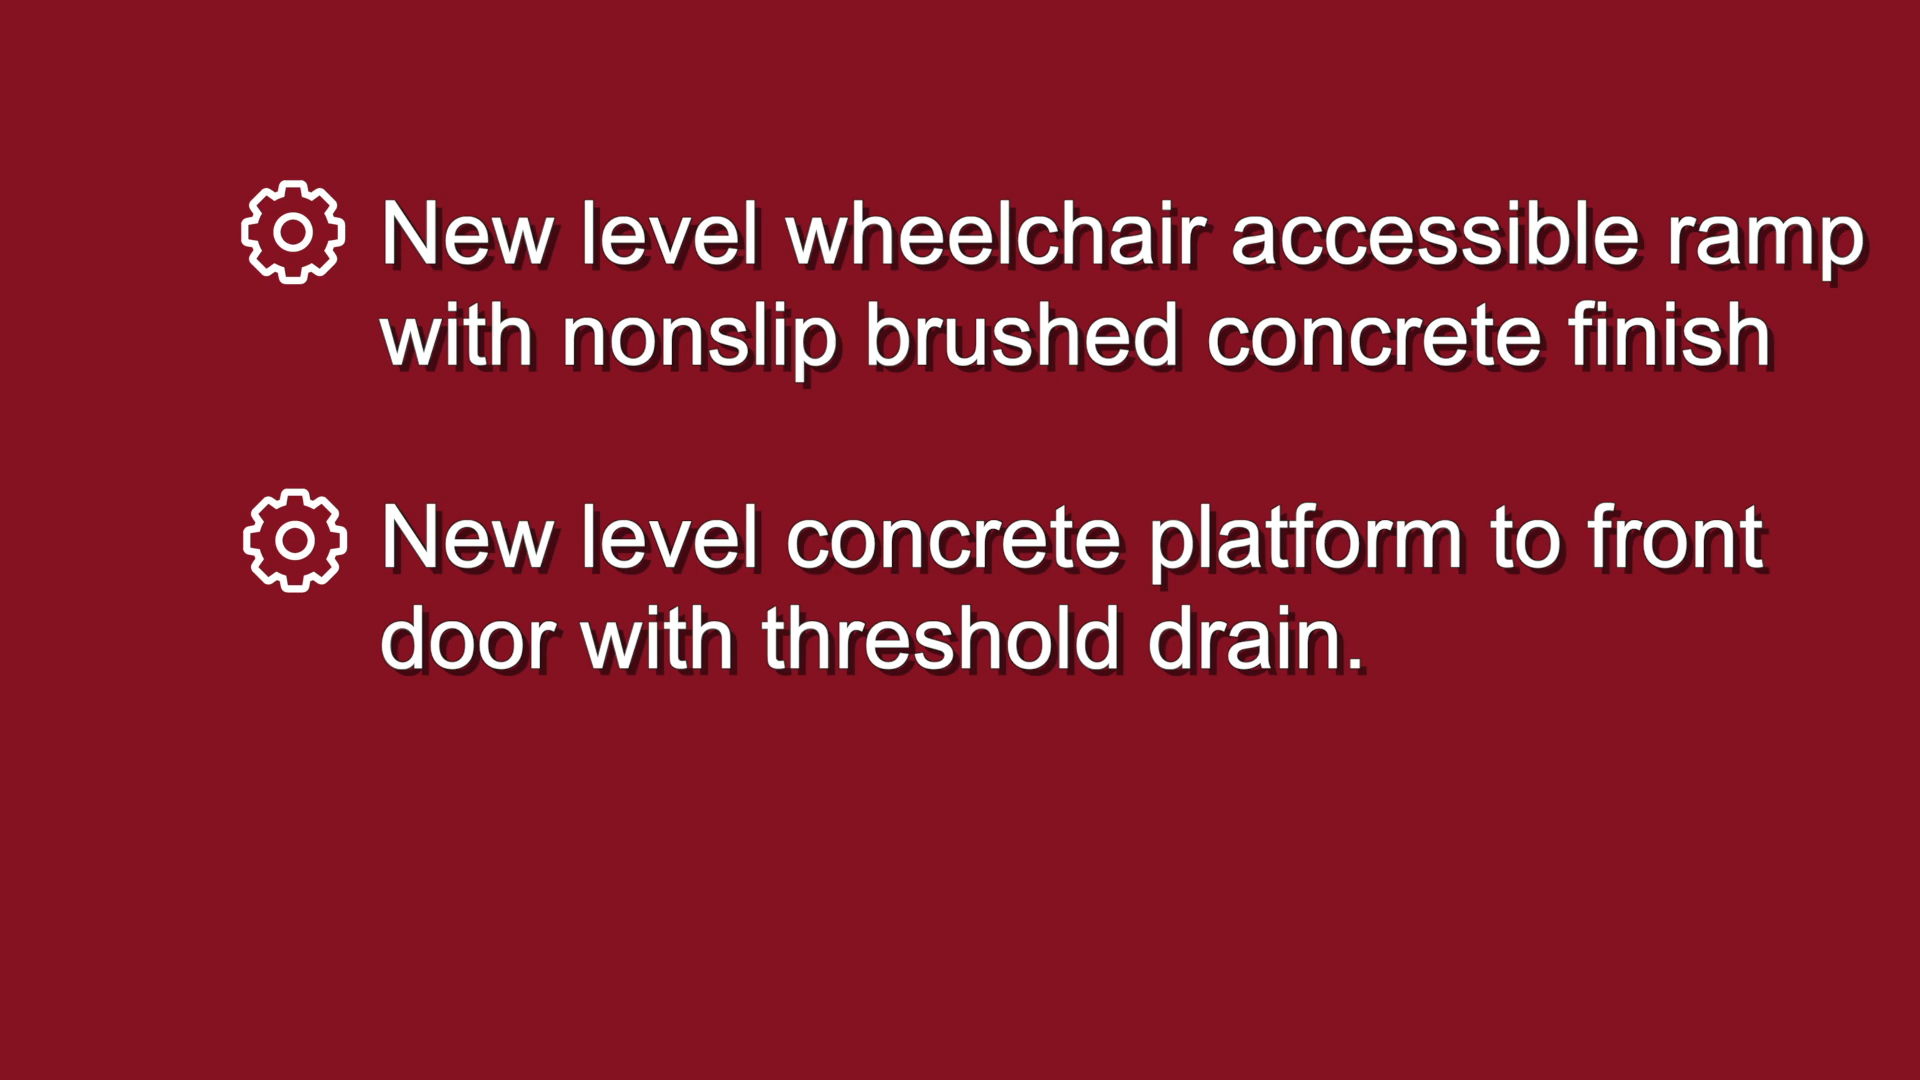 New level wheelchair accessible ramp
with nonslip brushed concrete finish
New level concrete platform to front
door with threshold drain.